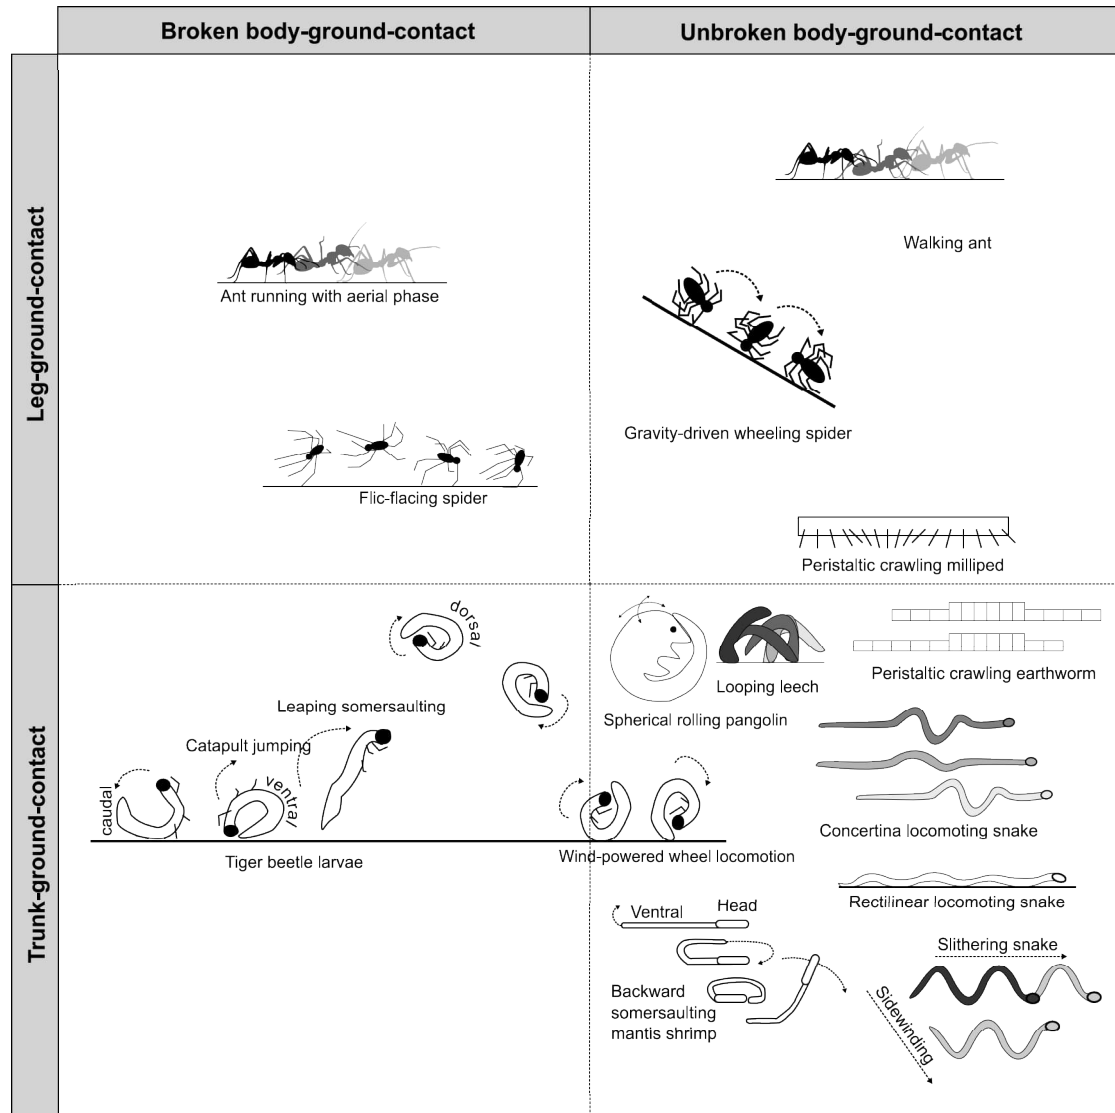 Broken body-ground-contact
Unbroken body-ground-contact
Leg-ground-contact
Walking ant
Ant running with aerial phase
Gravity-driven wheeling spider
Flic-flacing spider
Peristaltic crawling milliped
Trunk-ground-contact
dorsal
Leaping somersaulting
Catapult jumping
caudal
ventral
Tiger beetle larvae
Wind-powered wheel locomotion
Spherical rolling pangolin
Looping leech
Peristaltic crawling earthworm
Concertina locomoting snake
Rectilinear locomoting snake
Ventral
Head
Backward
somersaulting
mantis shrimp
Slithering snake
Sidewinding